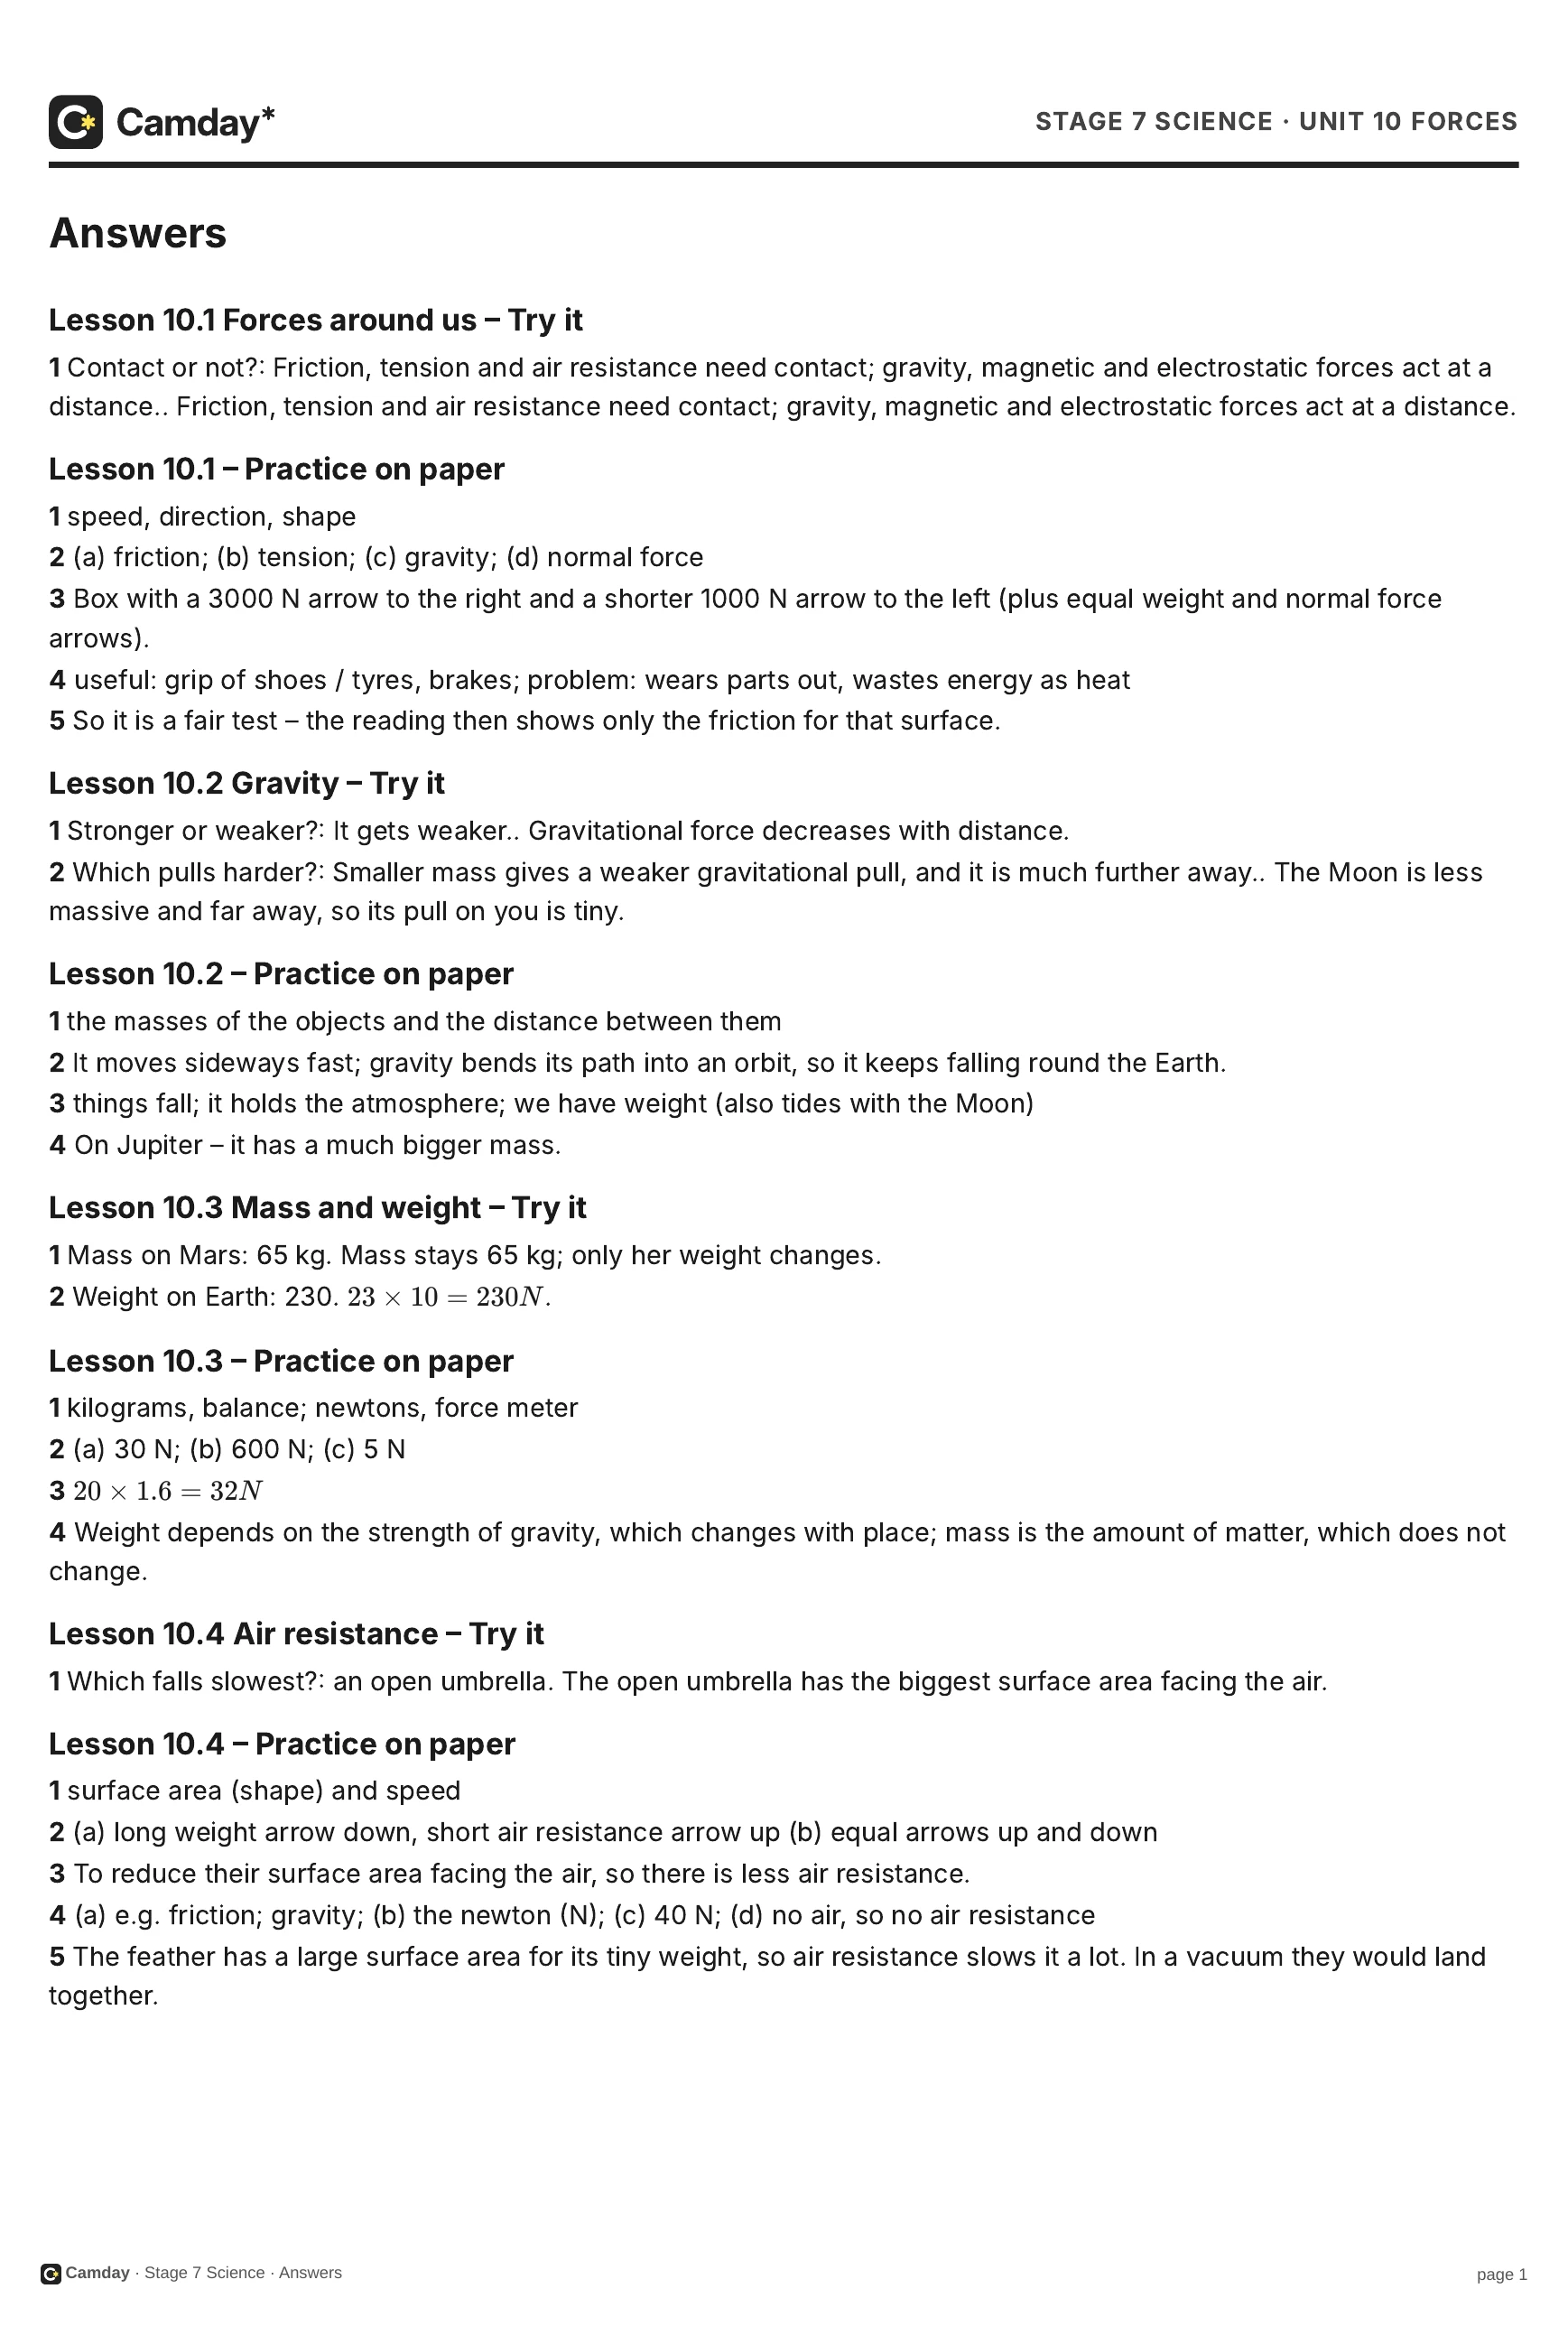 Camday*
STAGE 7 SCIENCE · UNIT 10 FORCES
Answers
Lesson 10.1 Forces around us – Try it
1 Contact or not?: Friction, tension and air resistance need contact; gravity, magnetic and electrostatic forces act at a
distance.. Friction, tension and air resistance need contact; gravity, magnetic and electrostatic forces act at a distance.
Lesson 10.1 – Practice on paper
1 speed, direction, shape
2 (a) friction; (b) tension; (c) gravity; (d) normal force
3 Box with a 3000 N arrow to the right and a shorter 1000 N arrow to the left (plus equal weight and normal force
arrows).
4 useful: grip of shoes / tyres, brakes; problem: wears parts out, wastes energy as heat
5 So it is a fair test – the reading then shows only the friction for that surface.
Lesson 10.2 Gravity – Try it
1 Stronger or weaker?: It gets weaker.. Gravitational force decreases with distance.
2 Which pulls harder?: Smaller mass gives a weaker gravitational pull, and it is much further away.. The Moon is less
massive and far away, so its pull on you is tiny.
Lesson 10.2 – Practice on paper
1 the masses of the objects and the distance between them
2 It moves sideways fast; gravity bends its path into an orbit, so it keeps falling round the Earth.
3 things fall; it holds the atmosphere; we have weight (also tides with the Moon)
4 On Jupiter – it has a much bigger mass.
Lesson 10.3 Mass and weight – Try it
1 Mass on Mars: 65 kg. Mass stays 65 kg; only her weight changes.
2 Weight on Earth: 230. 23 × 10 = 230N.
Lesson 10.3 – Practice on paper
1 kilograms, balance; newtons, force meter
2 (a) 30 N; (b) 600 N; (c) 5 N
3 20 × 1.6 = 32N
4 Weight depends on the strength of gravity, which changes with place; mass is the amount of matter, which does not
change.
Lesson 10.4 Air resistance – Try it
1 Which falls slowest?: an open umbrella. The open umbrella has the biggest surface area facing the air.
Lesson 10.4 – Practice on paper
1 surface area (shape) and speed
2 (a) long weight arrow down, short air resistance arrow up (b) equal arrows up and down
3 To reduce their surface area facing the air, so there is less air resistance.
4 (a) e.g. friction; gravity; (b) the newton (N); (c) 40 N; (d) no air, so no air resistance
5 The feather has a large surface area for its tiny weight, so air resistance slows it a lot. In a vacuum they would land
together.
Camday · Stage 7 Science · Answers
page 1